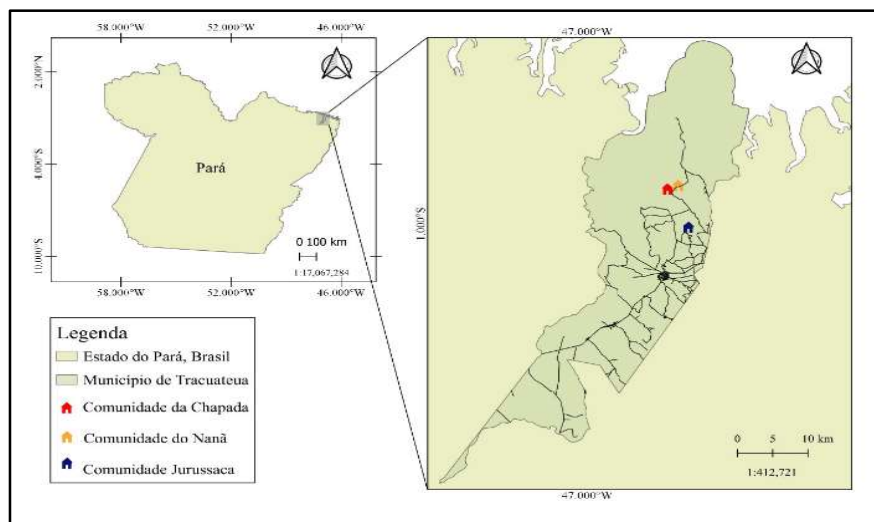 58.000°W 52.000°W 46.000°W
2.000°N
4.000°S
10.000°S
Pará
0 100 km
1:17,067,284
58.000°W 52.000°W 46.000°W
Legenda
Estado do Pará, Brasil
Município de Tracuateua
Comunidade da Chapada
Comunidade do Nanã
Comunidade Jurussaca
47.000°W
1.000°S
0 5 10 km
1:412,721
47.000°W